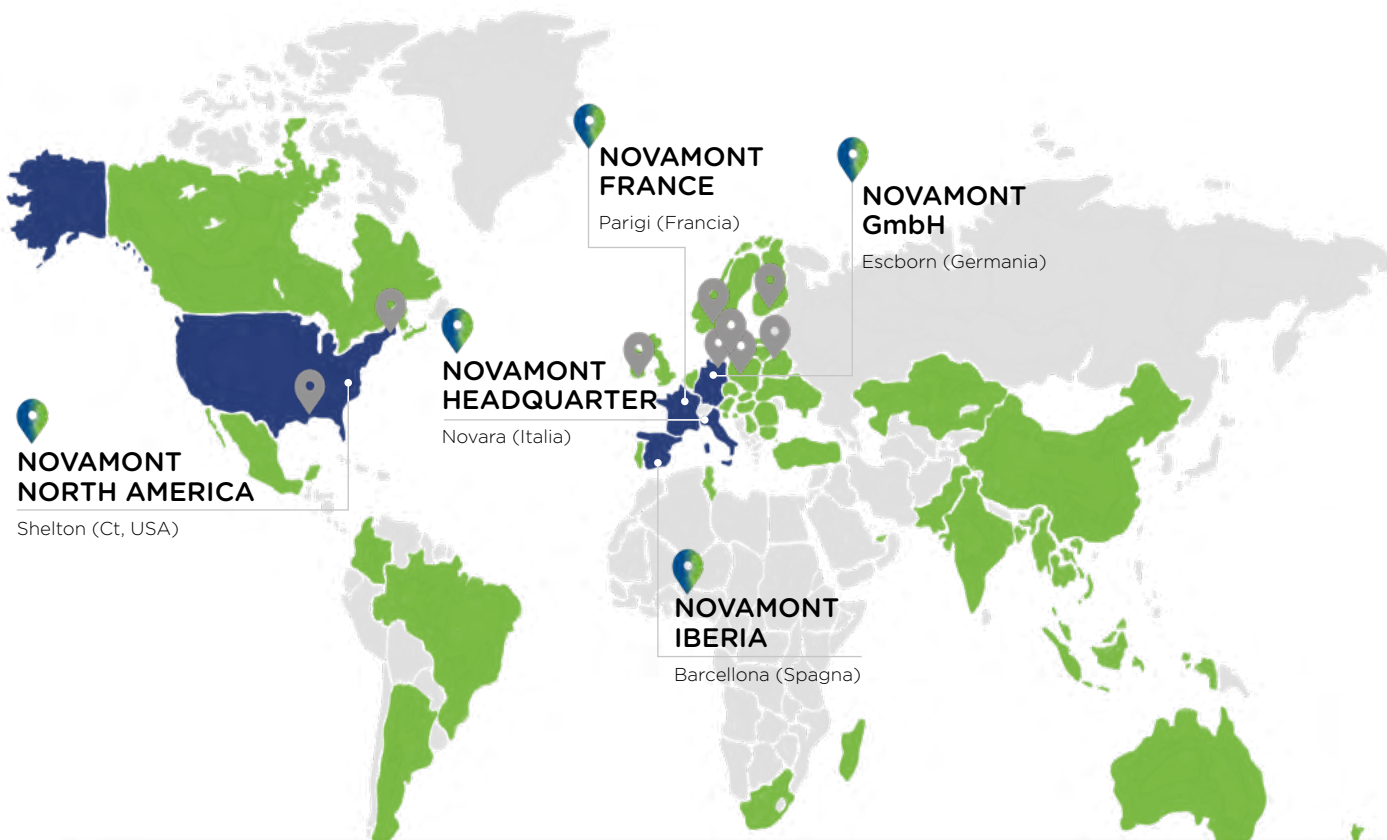 NOVAMONT
FRANCE
Parigi (Francia)
NOVAMONT
GmbH
Escborn (Germania)
NOVAMONT
HEADQUARTER
Novara (Italia)
NOVAMONT
NORTH AMERICA
Shelton (Ct, USA)
NOVAMONT
IBERIA
Barcellona (Spagna)